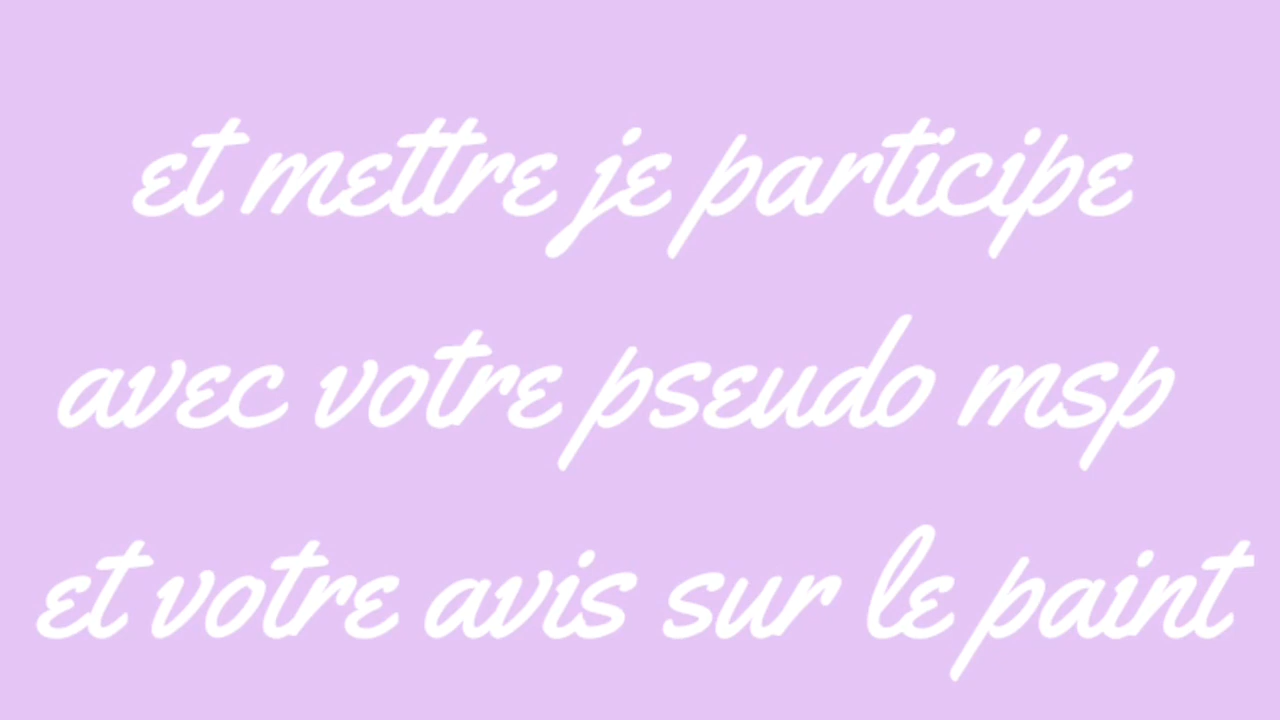 et mettre je participe
avec votre pseudo msp
et votre avis sur le paint